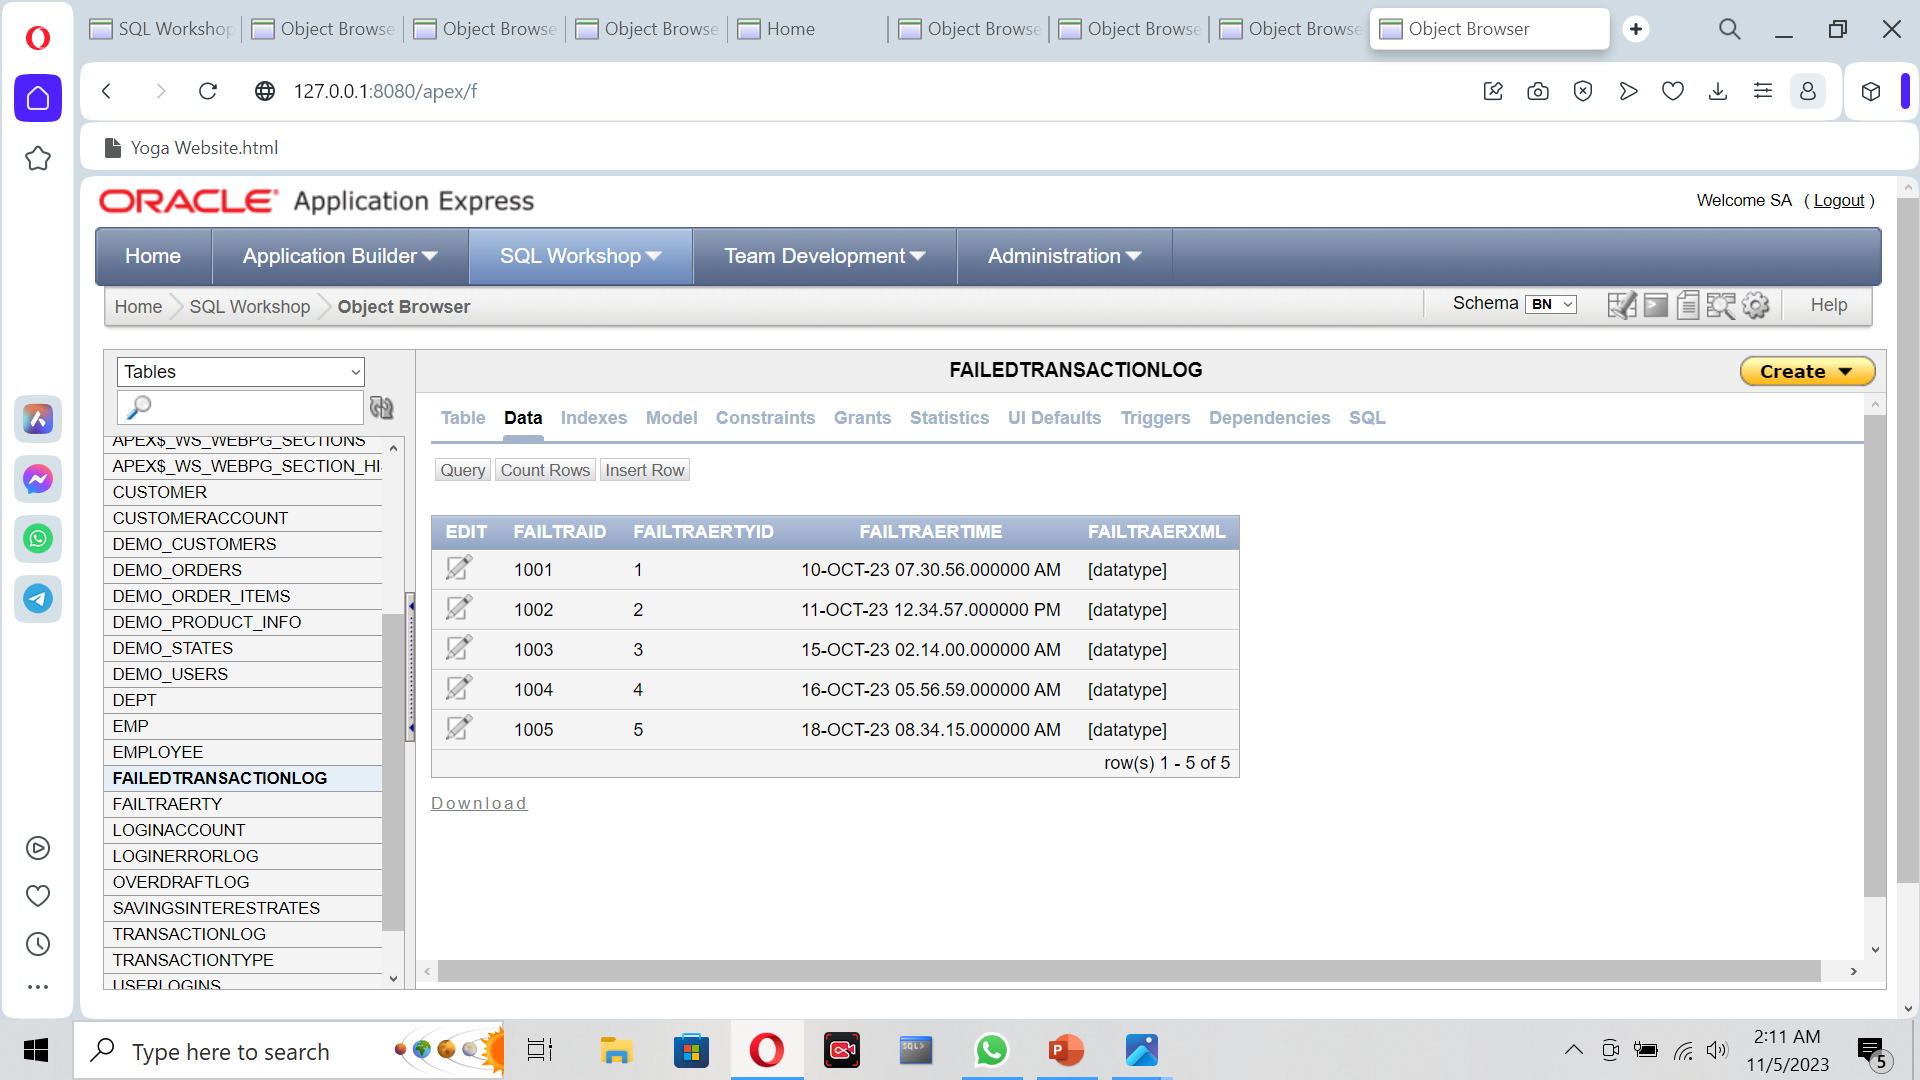 SQL Workshop
Object Browse
Object Browse
Object Browse
Home
Object Browse
Object Browse
Object Browse
Object Browser
127.0.0.1:8080/apex/f
Yoga Website.html
ORACLE Application Express
Welcome SA ( Logout )
Home
Application Builder
SQL Workshop
Team Development
Administration
Home
SQL Workshop
Object Browser
Schema BN
Help
Tables
APEX$_WS_WEBPG_SECTIONS
APEX$_WS_WEBPG_SECTION_HI
CUSTOMER
CUSTOMERACCOUNT
DEMO_CUSTOMERS
DEMO_ORDERS
DEMO_ORDER_ITEMS
DEMO_PRODUCT_INFO
DEMO_STATES
DEMO_USERS
DEPT
EMP
EMPLOYEE
FAILEDTRANSACTIONLOG
FAILTRAERTY
LOGINACCOUNT
LOGINERRORLOG
OVERDRAFTLOG
SAVINGSINTERESTRATES
TRANSACTIONLOG
TRANSACTIONTYPE
USERLOGINS
FAILEDTRANSACTIONLOG
Create
Table Data Indexes Model Constraints Grants Statistics UI Defaults Triggers Dependencies SQL
Query Count Rows Insert Row
EDIT FAILTRAID FAILTRAERTYID FAILTRAERTIME FAILTRAERXML
1001 1 10-OCT-23 07.30.56.000000 AM [datatype]
1002 2 11-OCT-23 12.34.57.000000 PM [datatype]
1003 3 15-OCT-23 02.14.00.000000 AM [datatype]
1004 4 16-OCT-23 05.56.59.000000 AM [datatype]
1005 5 18-OCT-23 08.34.15.000000 AM [datatype]
row(s) 1 - 5 of 5
Download
Type here to search
SQL>
P
2:11 AM
11/5/2023
5